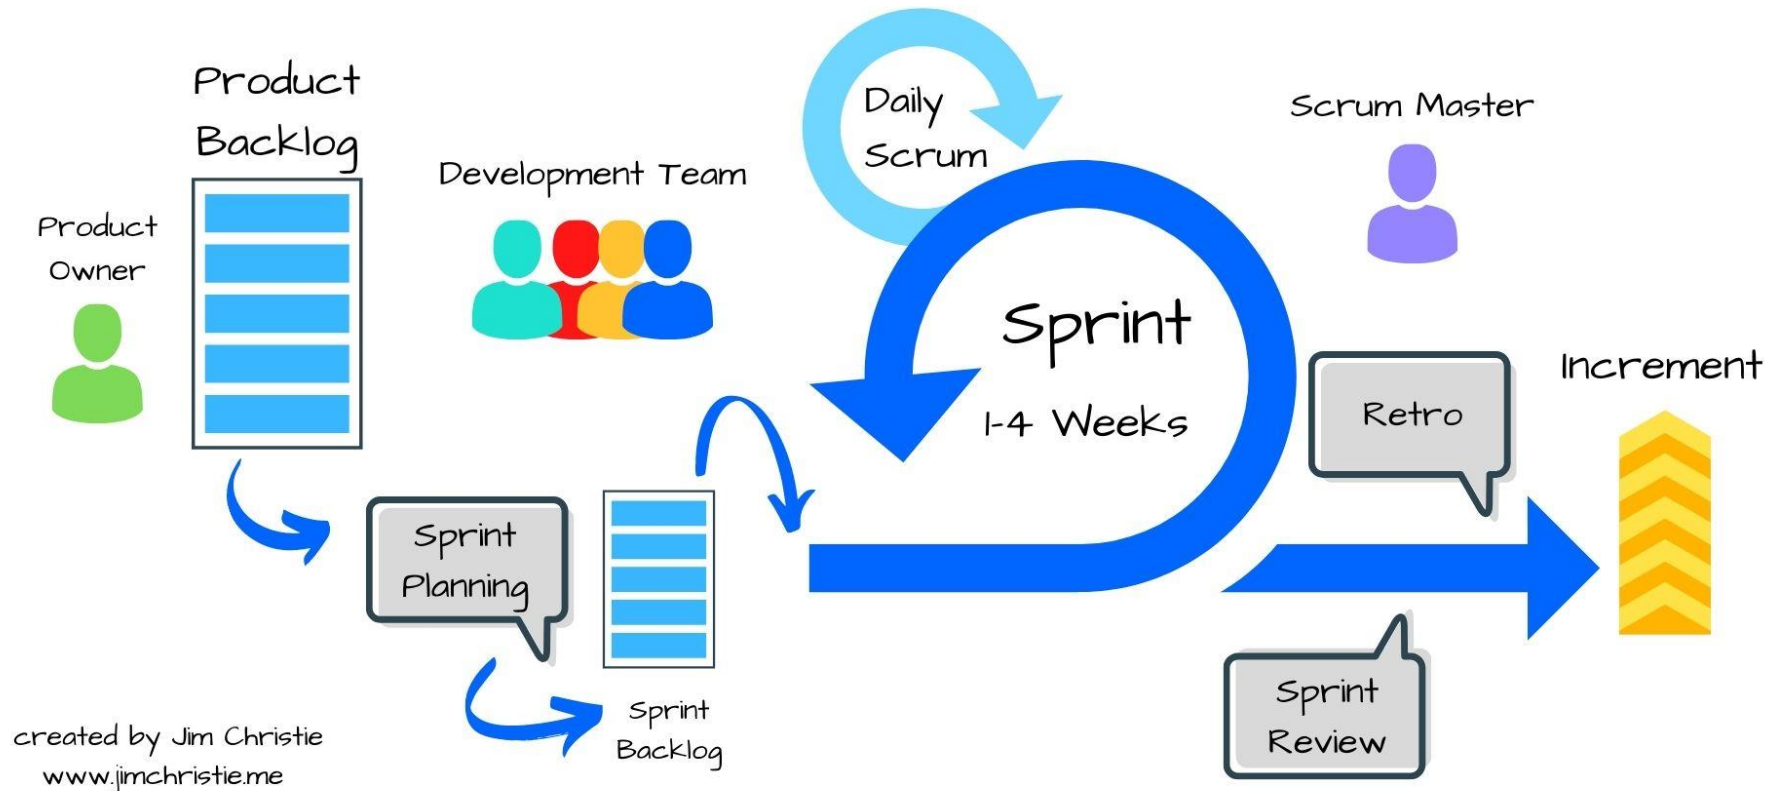 Product
Backlog
Product
Owner
Development Team
Daily
Scrum
Scrum Master
Sprint
1-4 Weeks
Sprint
Planning
Sprint
Backlog
Retro
Sprint
Review
Increment
created by Jim Christie
www.jimchristie.me